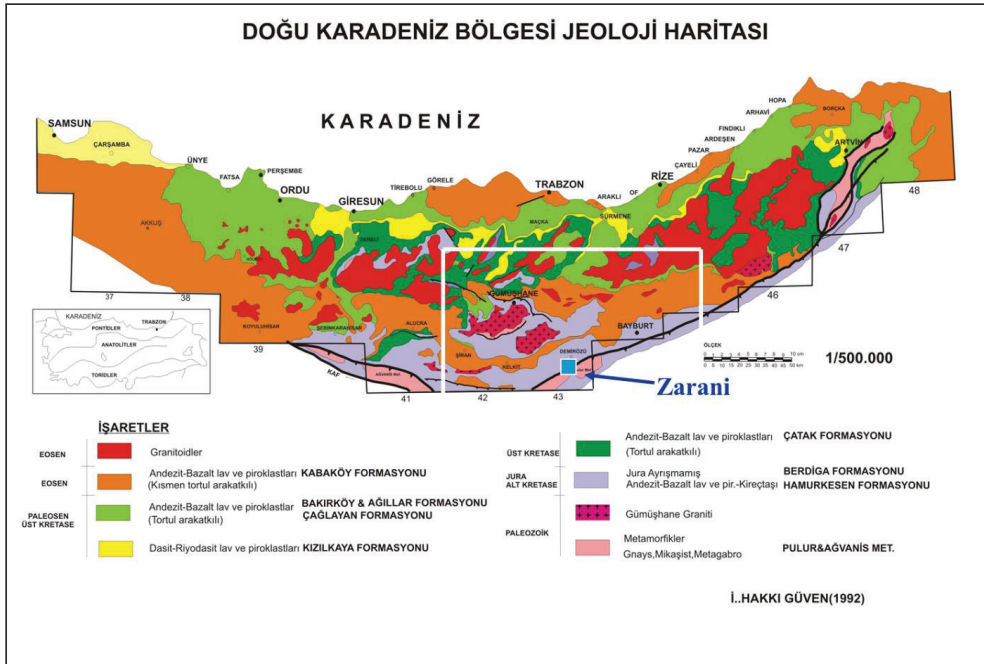 DOĞU KARADENİZ BÖLGESİ JEOLOJİ HARİTASI
KARADENİZ
SAMSUN
ÇARŞAMBA
ÜNYE
FATSA
PERŞEMBE
ORDU
GİRESUN
TİREBOLU
GÖRELE
TRABZON
ARAKLI
OF
SÜRMENE
RİZE
ÇAYELİ
PAZAR
ARDEŞEN
FINDIKLI
ARHAVİ
HOPA
BORÇKA
ARTVİN
AKKUŞ
MAÇKA
GÜMÜŞHANE
KOYULHİSAR
ŞEBİNKARAHİSAR
ALUCRA
ŞİRAN
KELKİT
BAYBURT
DEMİRÖZÜ
KAF
Ağvanis Met
37
38
39
41
42
43
46
47
48
KARADENİZ
TRABZON
PONTİDLER
ANATOLİTLER
TORİDLER
ÖLÇEK
1/500.000
Zarani
İŞARETLER
EOSEN
Granitoidler
EOSEN
Andezit-Bazalt lav ve piroklastları KABAKÖY FORMASYONU
(Kısmen tortul arakatkılı)
PALEOSEN
ÜST KRETASE
Andezit-Bazalt lav ve piroklastlar BAKIRKÖY & AĞILLAR FORMASYONU
(Tortul arakatkılı) ÇAĞLAYAN FORMASYONU
Dasit-Riyodasit lav ve piroklastları KIZILKAYA FORMASYONU
ÜST KRETASE
Andezit-Bazalt lav ve piroklastları ÇATAK FORMASYONU
(Tortul arakatkılı)
JURA
ALT KRETASE
Jura Ayrışmamış BERDİGA FORMASYONU
Andezit-Bazalt lav ve pir.-Kireçtaşı HAMURKESEN FORMASYONU
PALEOZOİK
Gümüşhane Graniti
Metamorfikler
Gnays,Mikaşist,Metagabro PULUR&AĞVANİS MET.
İ..HAKKI GÜVEN(1992)